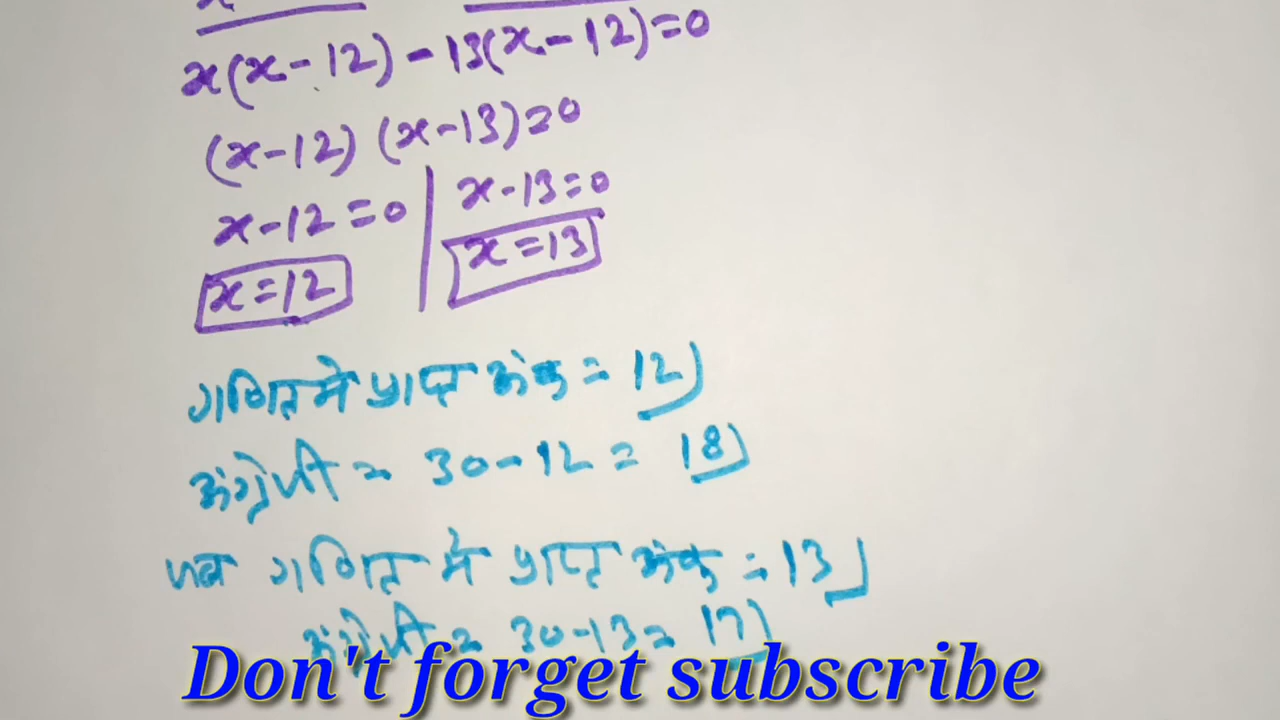 x(x-12)-13(x-12)=0
(x-12) (x-13)=0
x-12=0 | x-13=0
x=12 x=13
गणित में प्राप्त अंक = 12
अंग्रेजी = 30-12 = 18
जब गणित में प्राप्त अंक = 13
अंग्रेजी = 30-13 = 17
Don't forget subscribe